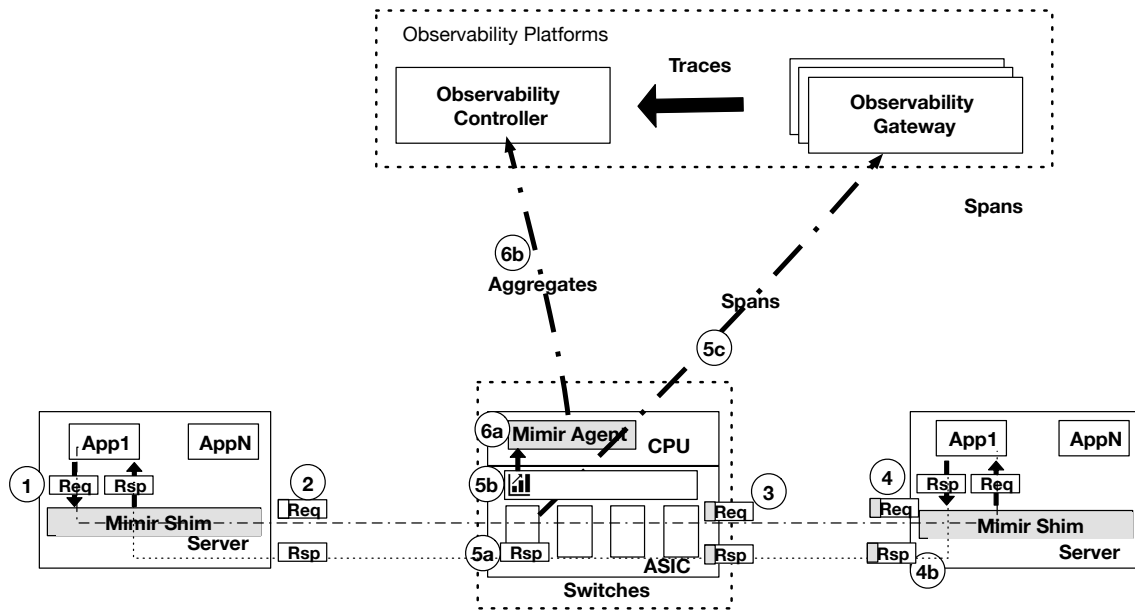 Observability Platforms
Traces
Observability
Controller
Observability
Gateway
Spans
6b
Aggregates
Spans
5c
App1
AppN
6a
Mimir Agent
CPU
App1
AppN
1
Req
Rsp
2
5b
3
4
Rsp
Req
Req
Req
Req
Mimir Shim
Mimir Shim
Server
Rsp
5a
Rsp
Rsp
Rsp
Server
ASIC
4b
Switches